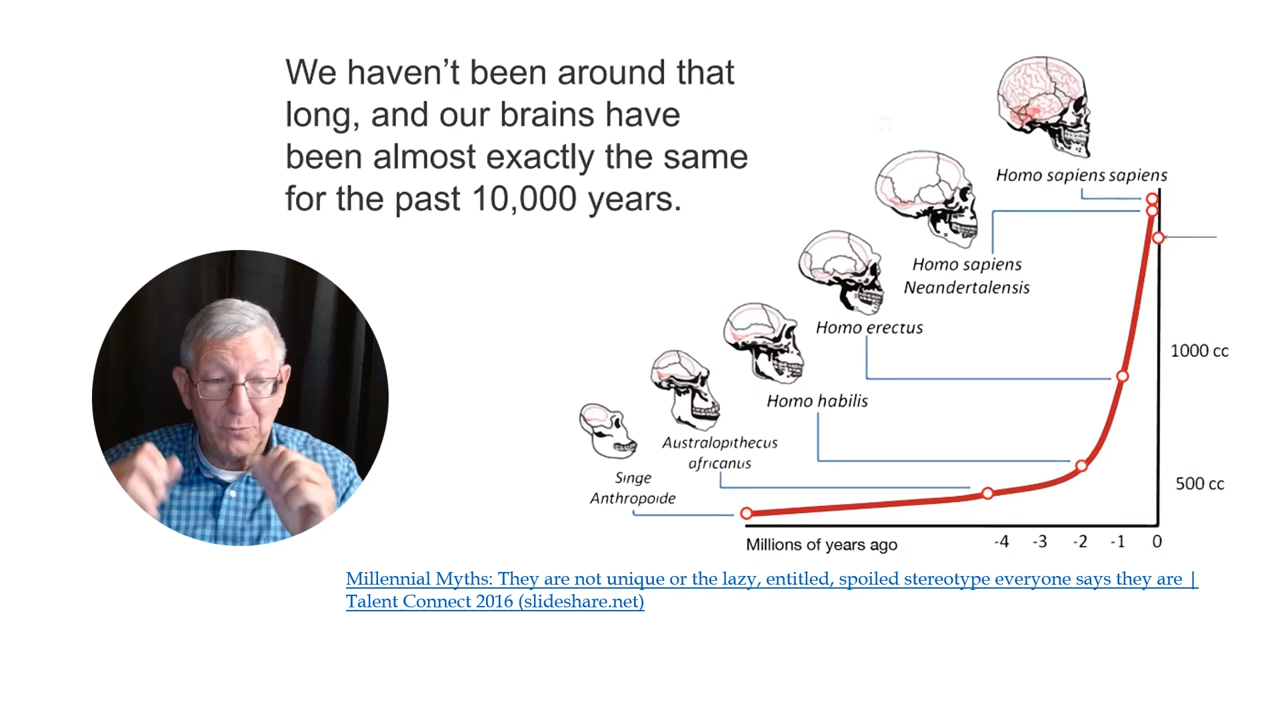 We haven’t been around that
long, and our brains have
been almost exactly the same
for the past 10,000 years.
Homo sapiens sapiens
Homo sapiens
Neandertalensis
Homo erectus
1000 cc
Homo habilis
Australopithecus
africanus
Singe
Anthropoide
500 cc
Millions of years ago
-4 -3 -2 -1 0
Millennial Myths: They are not unique or the lazy, entitled, spoiled stereotype everyone says they are |
Talent Connect 2016 (slideshare.net)